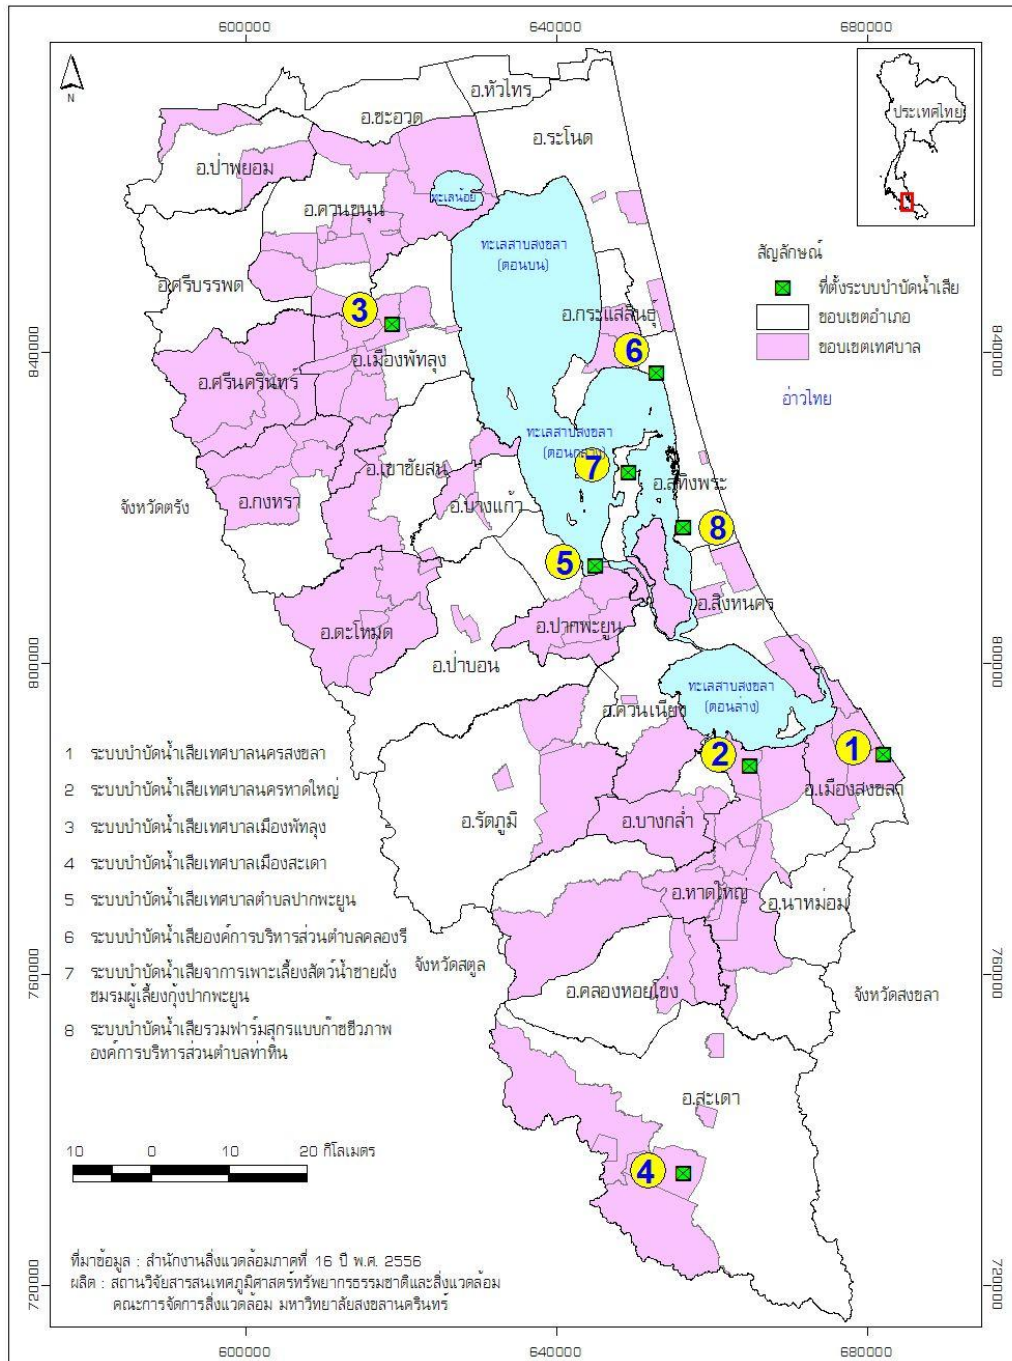 600000
640000
680000
N
อ.หัวไทร
อ.ชะอวด
อ.ระโนด
ประเทศไทย
อ.ป่าพยอม
ทะเลน้อย
อ.ควนขนุน
ทะเลสาบสงขลา
(ตอนบน)
สัญลักษณ์
ที่ตั้งระบบบำบัดน้ำเสีย
ขอบเขตอำเภอ
ขอบเขตเทศบาล
อ.ศรีบรรพต
3
อ.กระแสสินธุ์
6
840000
840000
อ.เมืองพัทลุง
อ.ศรีนครินทร์
อ่าวไทย
ทะเลสาบสงขลา
(ตอนกลาง)
7
อ.เขาชัยสน
อ.สทิงพระ
จังหวัดตรัง
อ.กงหรา
อ.บางแก้ว
8
5
อ.สิงหนคร
อ.ตะโหมด
อ.ปากพะยูน
อ.ป่าบอน
800000
800000
ทะเลสาบสงขลา
(ตอนล่าง)
อ.ควนเนียง
2
1
อ.เมืองสงขลา
อ.รัตภูมิ
อ.บางกล่ำ
อ.หาดใหญ่
อ.นาหม่อม
จังหวัดสตูล
อ.คลองหอยโข่ง
จังหวัดสงขลา
760000
760000
อ.สะเดา
4
1 ระบบบำบัดน้ำเสียเทศบาลนครสงขลา
2 ระบบบำบัดน้ำเสียเทศบาลนครหาดใหญ่
3 ระบบบำบัดน้ำเสียเทศบาลเมืองพัทลุง
4 ระบบบำบัดน้ำเสียเทศบาลเมืองสะเดา
5 ระบบบำบัดน้ำเสียเทศบาลตำบลปากพะยูน
6 ระบบบำบัดน้ำเสียองค์การบริหารส่วนตำบลคลองรี
7 ระบบบำบัดน้ำเสียจาการเพาะเลี้ยงสัตว์น้ำชายฝั่ง
ชมรมผู้เลี้ยงกุ้งปากพะยูน
8 ระบบบำบัดน้ำเสียรวมฟาร์มสุกรแบบก๊าซชีวภาพ
องค์การบริหารส่วนตำบลท่าหิน
10 0 10 20 กิโลเมตร
ที่มาข้อมูล : สำนักงานสิ่งแวดล้อมภาคที่ 16 ปี พ.ศ. 2556
ผลิต : สถานวิจัยสารสนเทศภูมิศาสตร์ทรัพยากรธรรมชาติและสิ่งแวดล้อม
คณะการจัดการสิ่งแวดล้อม มหาวิทยาลัยสงขลานครินทร์
720000
720000
600000
640000
680000